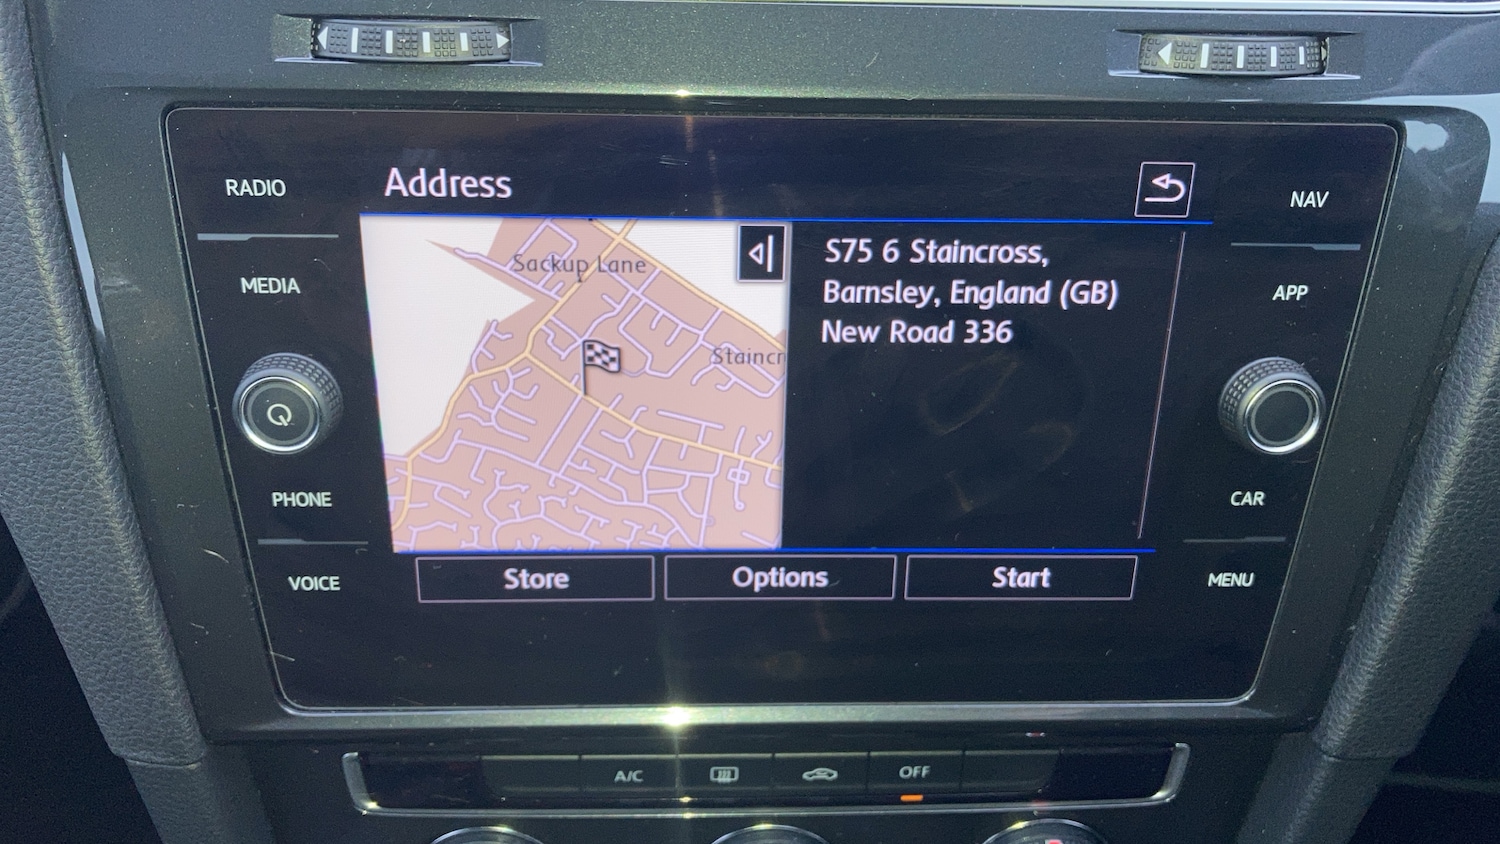 RADIO
MEDIA
PHONE
VOICE
Address
Sackup Lane
Staincr
S75 6 Staincross,
Barnsley, England (GB)
New Road 336
Store
Options
Start
NAV
APP
CAR
MENU
A/C
OFF